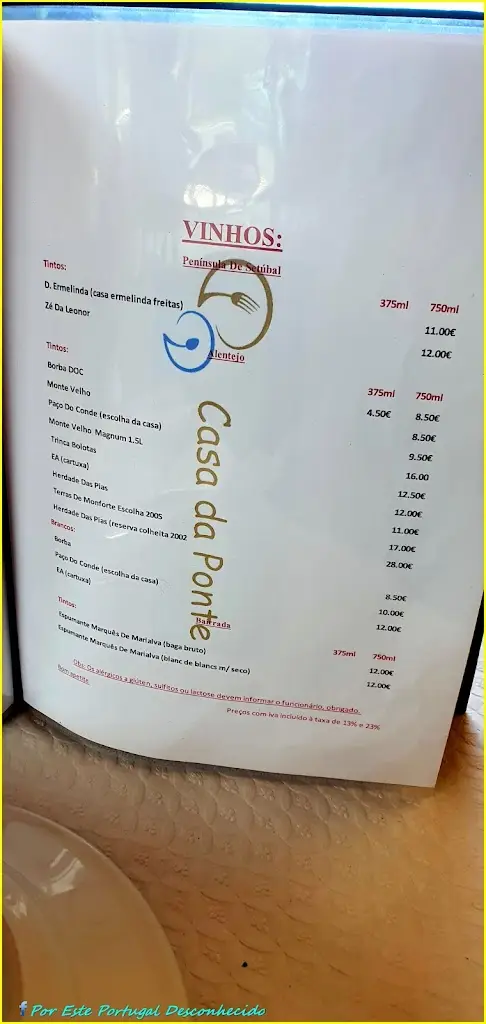 VINHOS:
Península De Setúbal
Tintos:
375ml 750ml
D. Ermelinda (casa ermelinda freitas) 11.00€
Zé Da Leonor 12.00€
Alentejo
Tintos:
375ml 750ml
Borba DOC 4.50€ 8.50€
Monte Velho 8.50€
Paço Do Conde (escolha da casa) 9.50€
Monte Velho Magnum 1.5L 16.00
Trinca Bolotas 12.50€
EA (cartuxa) 12.00€
Herdade Das Pias 11.00€
Terras De Monforte Escolha 2005 17.00€
Herdade Das Pias (reserva colheita 2002 28.00€
Brancos:
Borba 8.50€
Paço Do Conde (escolha da casa) 10.00€
EA (cartuxa) 12.00€
Bairrada
Tintos:
375ml 750ml
Espumante Marquês De Marialva (baga bruto) 12.00€
Espumante Marquês De Marialva (blanc de blancs m/ seco) 12.00€
Obs: Os alérgicos a glúten, sulfitos ou lactose devem informar o funcionário, obrigado.
Bom apetite
Preços com iva incluído à taxa de 13% e 23%
Casa da Ponte
f Por Este Portugal Desconhecido